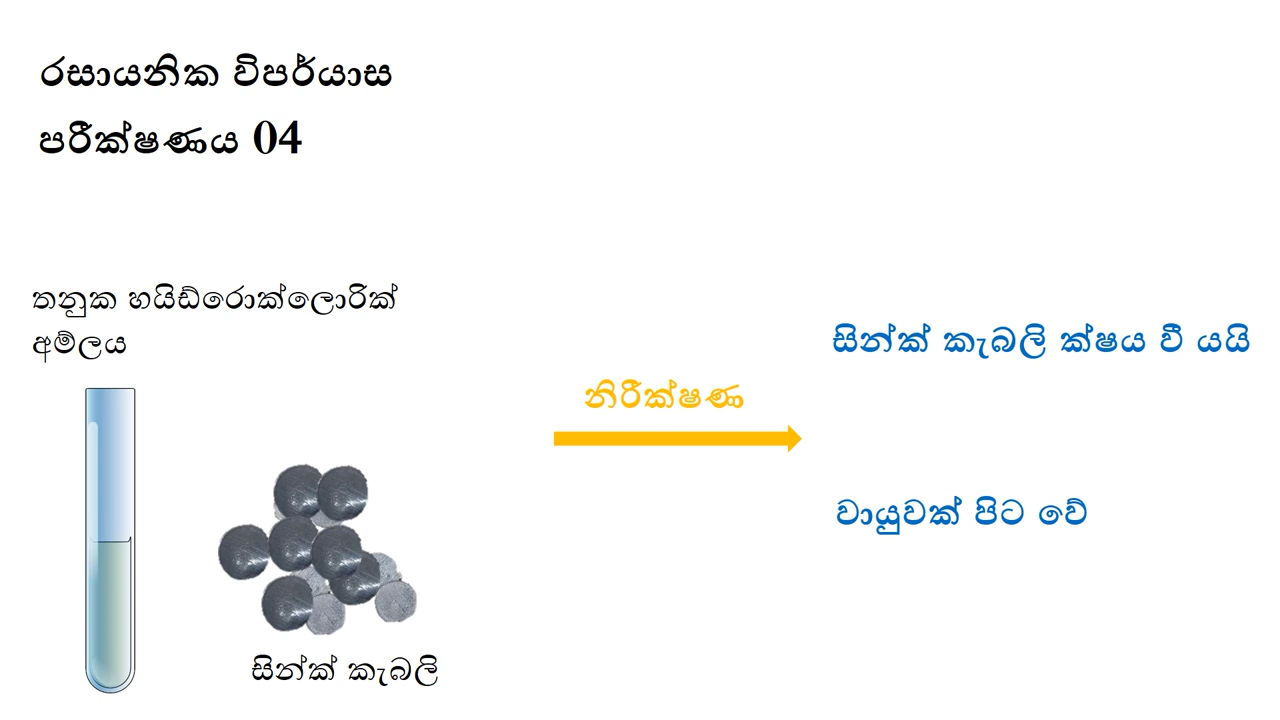 රසායනික විපර්යාස
පරීක්ෂණය 04
තනුක හයිඩ්රොක්ලොරික්
අම්ලය
සින්ක් කැබලි
නිරීක්ෂණ
සින්ක් කැබලි ක්ෂය වී යයි
වායුවක් පිට වේ